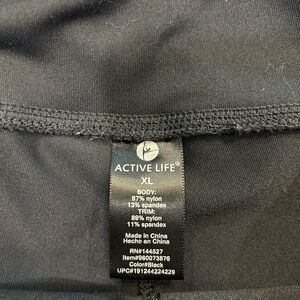 ACTIVE LIFE®
XL
BODY:
87% nylon
13% spandex
TRIM:
89% nylon
11% spandex
Made in China
Hecho en China
RN#144527
Item#980073876
Color#Black
UPC#191244224229